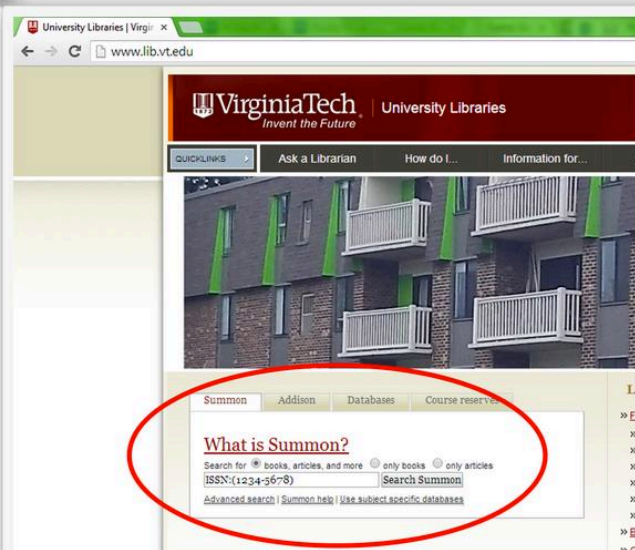 University Libraries | Virgir
www.lib.vt.edu
1872
VirginiaTech | University Libraries
Invent the Future
QUICKLINKS Ask a Librarian How do I... Information for...
Summon Addison Databases Course reserves
What is Summon?
Search for books, articles, and more only books only articles
ISSN:(1234-5678) Search Summon
Advanced search | Summon help | Use subject specific databases